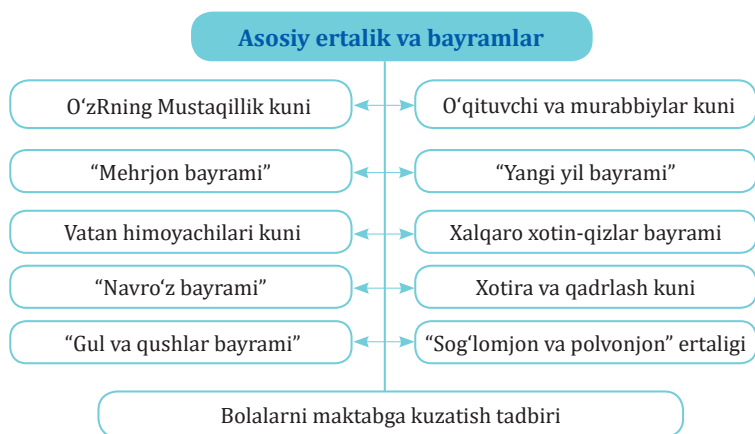 Asosiy ertalik va bayramlar
O‘zRning Mustaqillik kuni
O‘qituvchi va murabbiylar kuni
“Mehrjon bayrami”
“Yangi yil bayrami”
Vatan himoyachilari kuni
Xalqaro xotin-qizlar bayrami
“Navro‘z bayrami”
Xotira va qadrlash kuni
“Gul va qushlar bayrami”
“Sog‘lomjon va polvonjon” ertaligi
Bolalarni maktabga kuzatish tadbiri